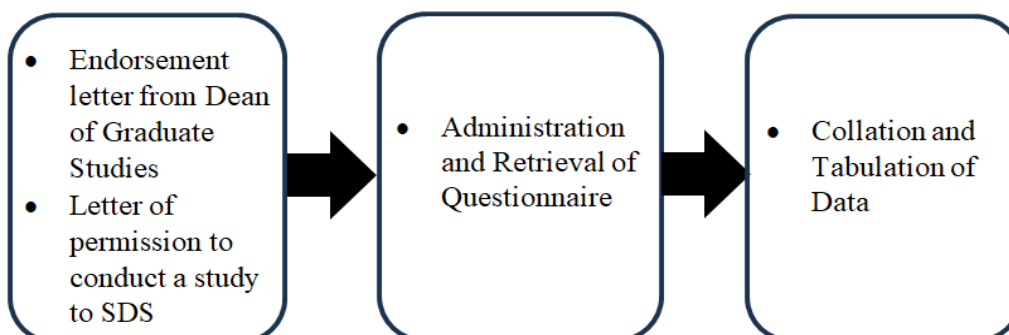 • Endorsement
letter from Dean
of Graduate
Studies
• Letter of
permission to
conduct a study
to SDS
• Administration
and Retrieval of
Questionnaire
• Collation and
Tabulation of
Data